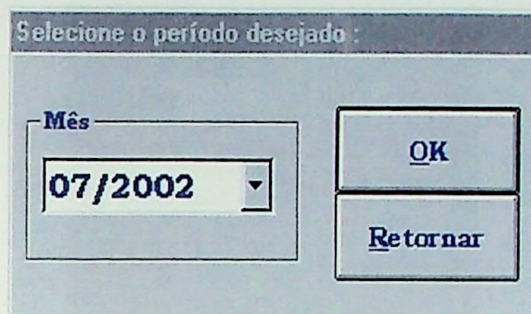 Selecione o período desejado :
Mês
07/2002
OK
Retornar